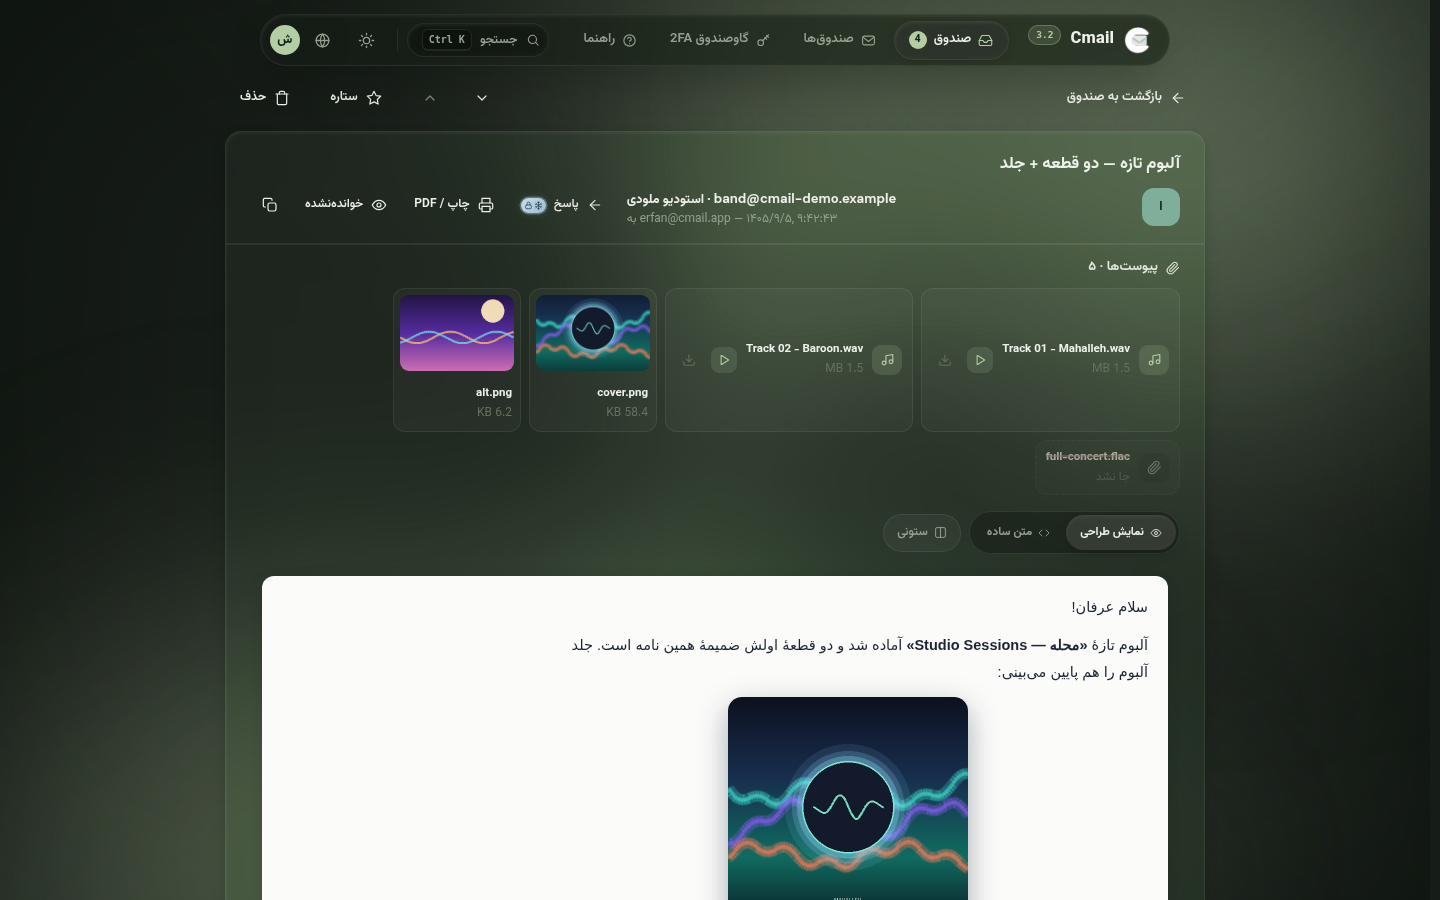 Cmail 3.2 صندوق 4 صندوق‌ها گاوصندوق 2FA راهنما جستجو Ctrl K ش
بازگشت به صندوق ستاره حذف
آلبوم تازه — دو قطعه + جلد
ا استودیو ملودی · band@cmail-demo.example پاسخ چاپ / PDF خوانده‌نشده
به erfan@cmail.app — ۱۴۰۵/۹/۵, ۹:۴۲:۴۳
پیوست‌ها · ۵
Track 01 - Mahalleh.wav
1.5 MB
Track 02 - Baroon.wav
1.5 MB
cover.png
58.4 KB
alt.png
6.2 KB
full-concert.flac
جا نشد
نمایش طراحی متن ساده ستونی
سلام عرفان!
آلبوم تازهٔ «محله — Studio Sessions» آماده شد و دو قطعهٔ اولش ضمیمهٔ همین نامه است. جلد
آلبوم را هم پایین می‌بینی: